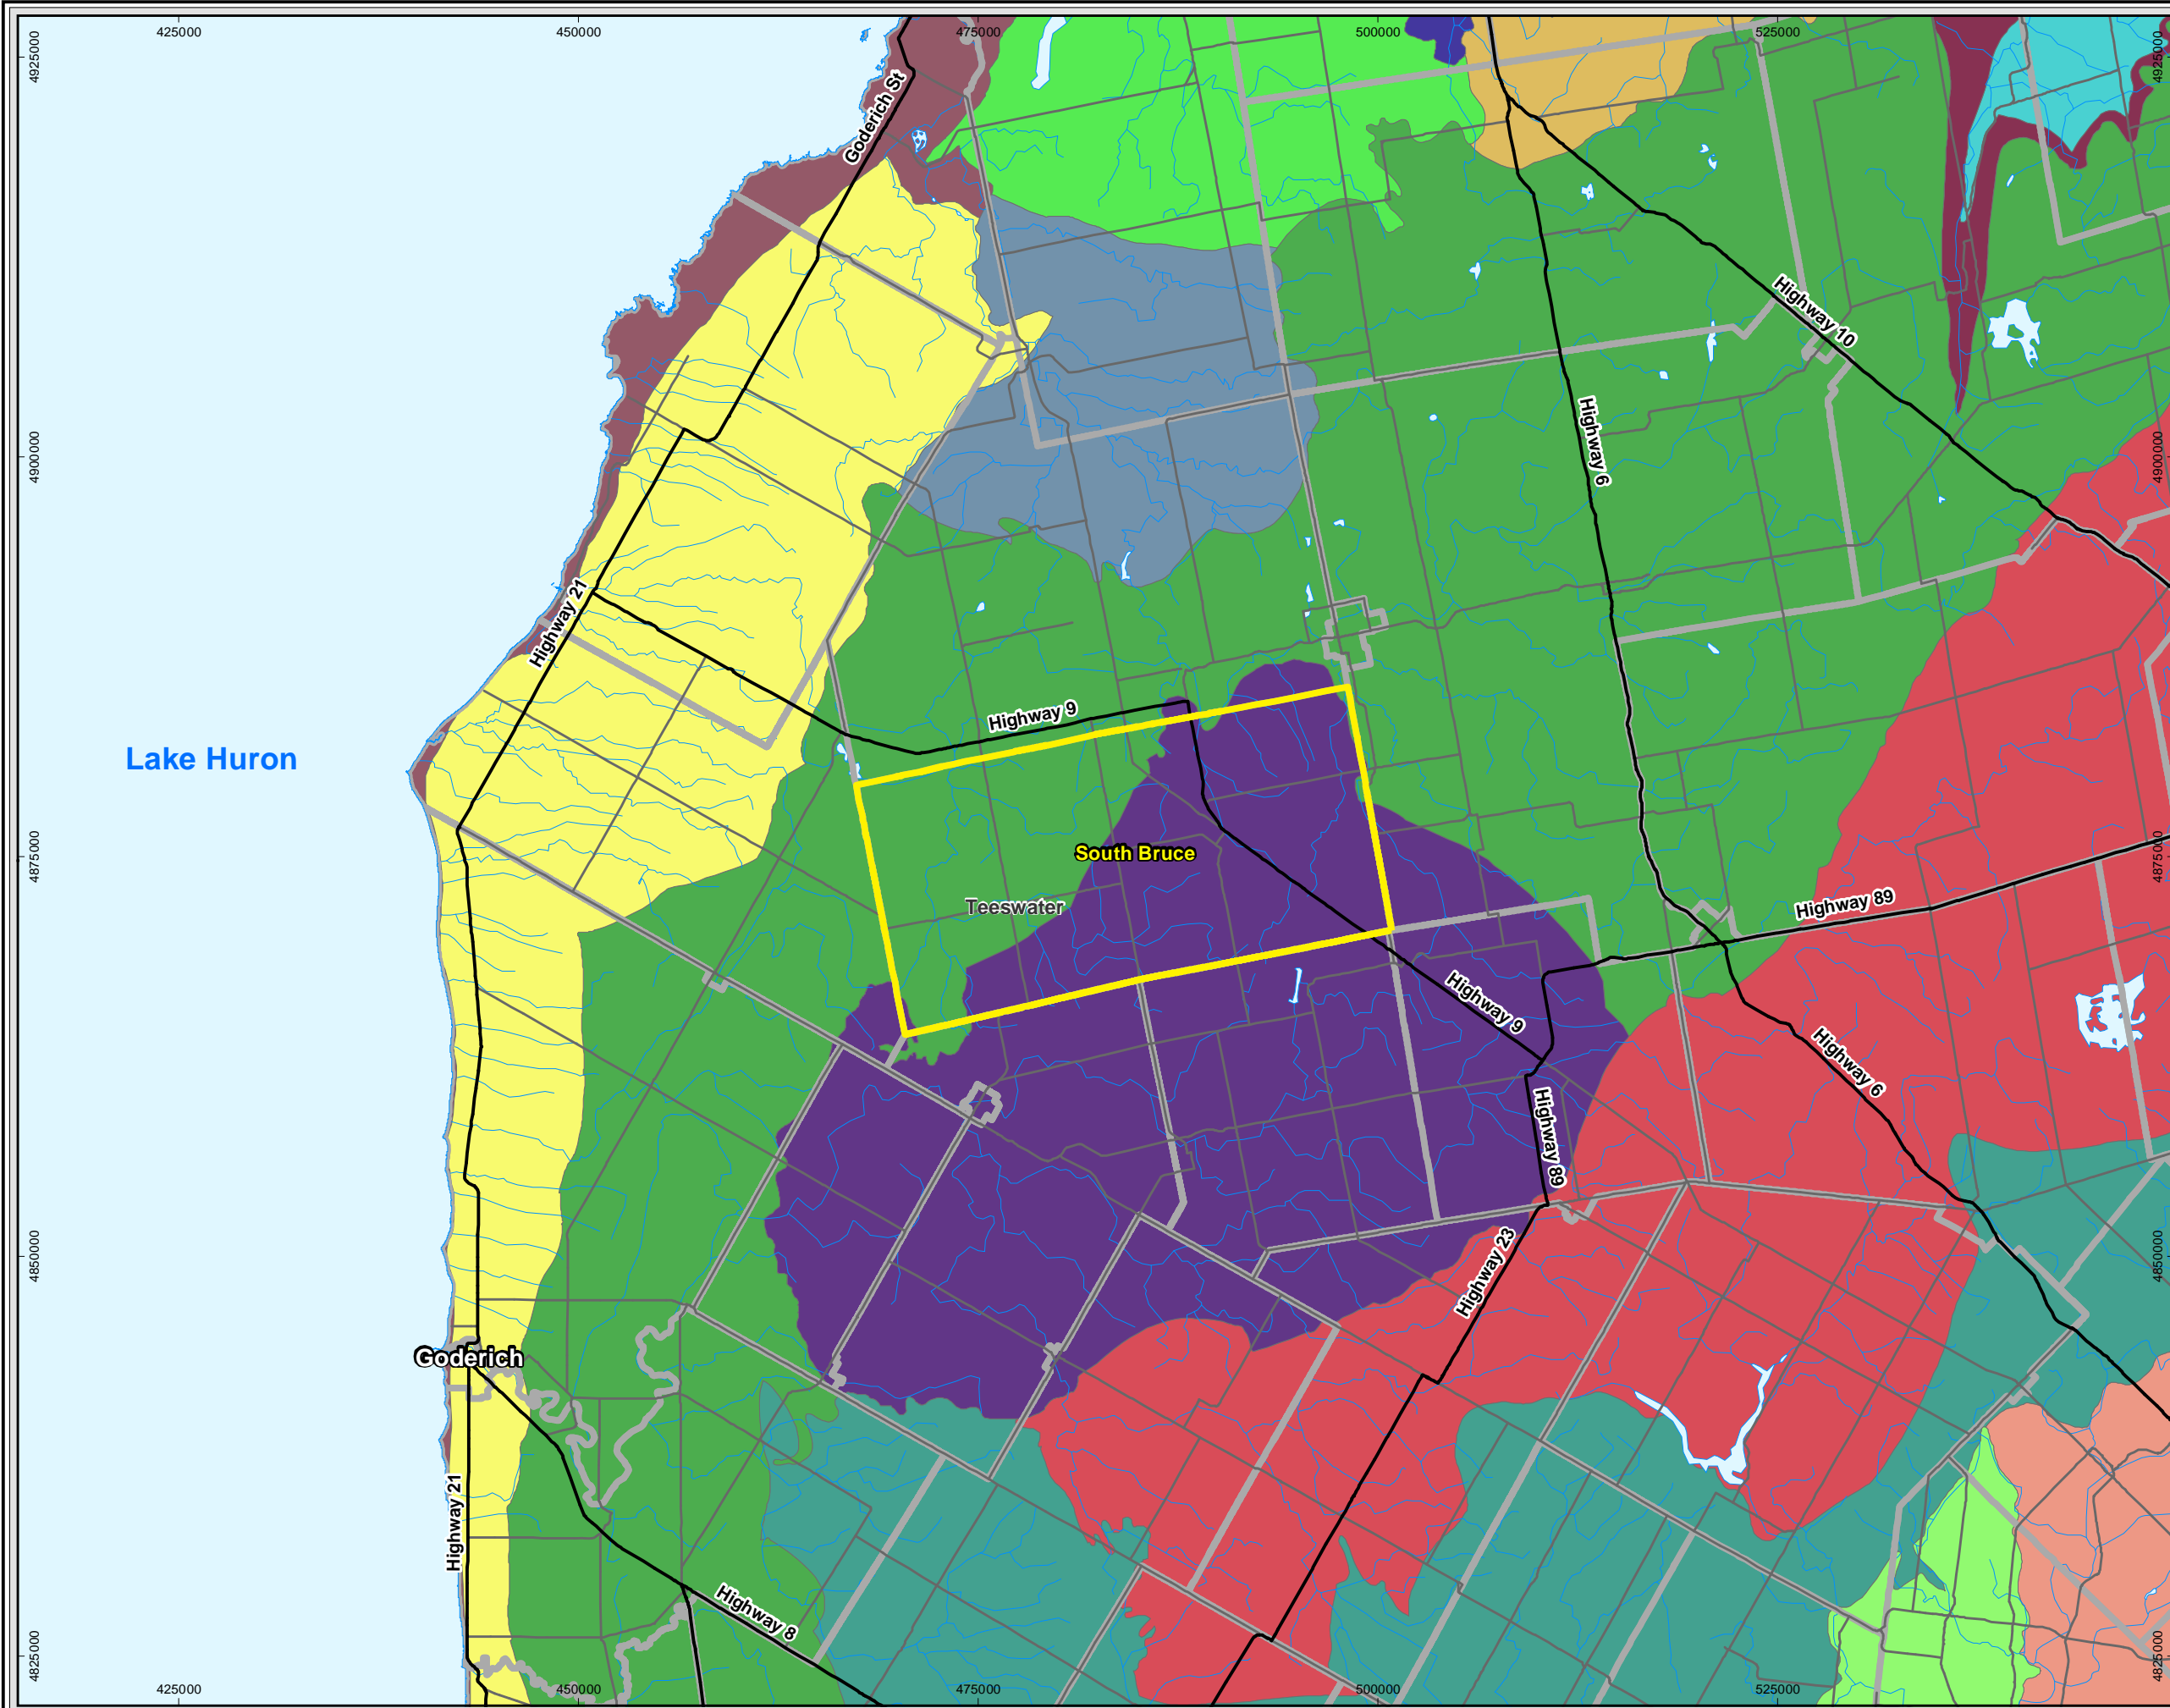 425000
450000
475000
500000
525000
4925000
4925000
Goderich St
Highway 10
Highway 6
4900000
4900000
Highway 21
Highway 9
Lake Huron
South Bruce
4875000
4875000
Teeswater
Highway 89
Highway 9
Highway 6
Highway 89
4850000
4850000
Highway 23
Goderich
Highway 21
Highway 8
4825000
4825000
425000
450000
475000
500000
525000